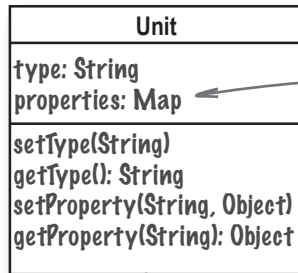 Unit
type: String
properties: Map
setType(String)
getType(): String
setProperty(String, Object)
getProperty(String): Object